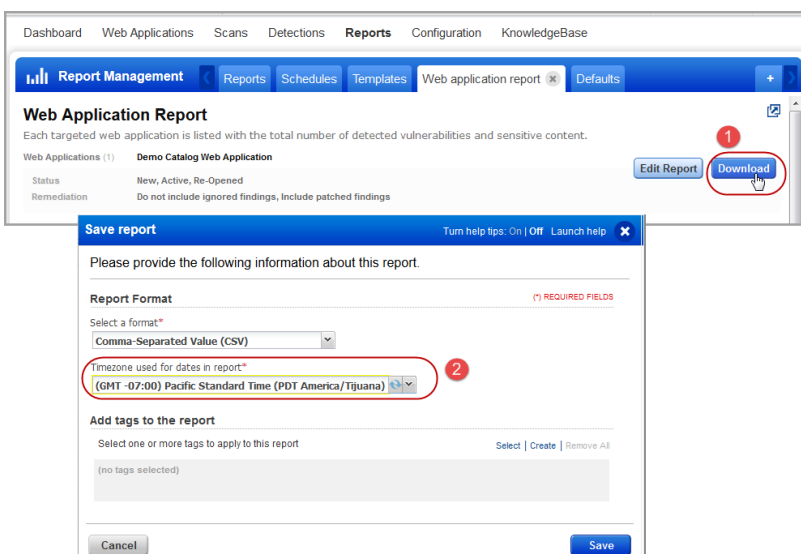 Dashboard Web Applications Scans Detections Reports Configuration KnowledgeBase
Report Management Reports Schedules Templates Web application report Defaults +
Web Application Report
Each targeted web application is listed with the total number of detected vulnerabilities and sensitive content.
1
Web Applications (1) Demo Catalog Web Application
Edit Report Download
Status New, Active, Re-Opened
Remediation Do not include ignored findings, Include patched findings
Save report Turn help tips: On | Off Launch help
Please provide the following information about this report.
Report Format (*) REQUIRED FIELDS
Select a format*
Comma-Separated Value (CSV)
Timezone used for dates in report*
2
(GMT -07:00) Pacific Standard Time (PDT America/Tijuana)
Add tags to the report
Select one or more tags to apply to this report Select | Create | Remove All
(no tags selected)
Cancel Save